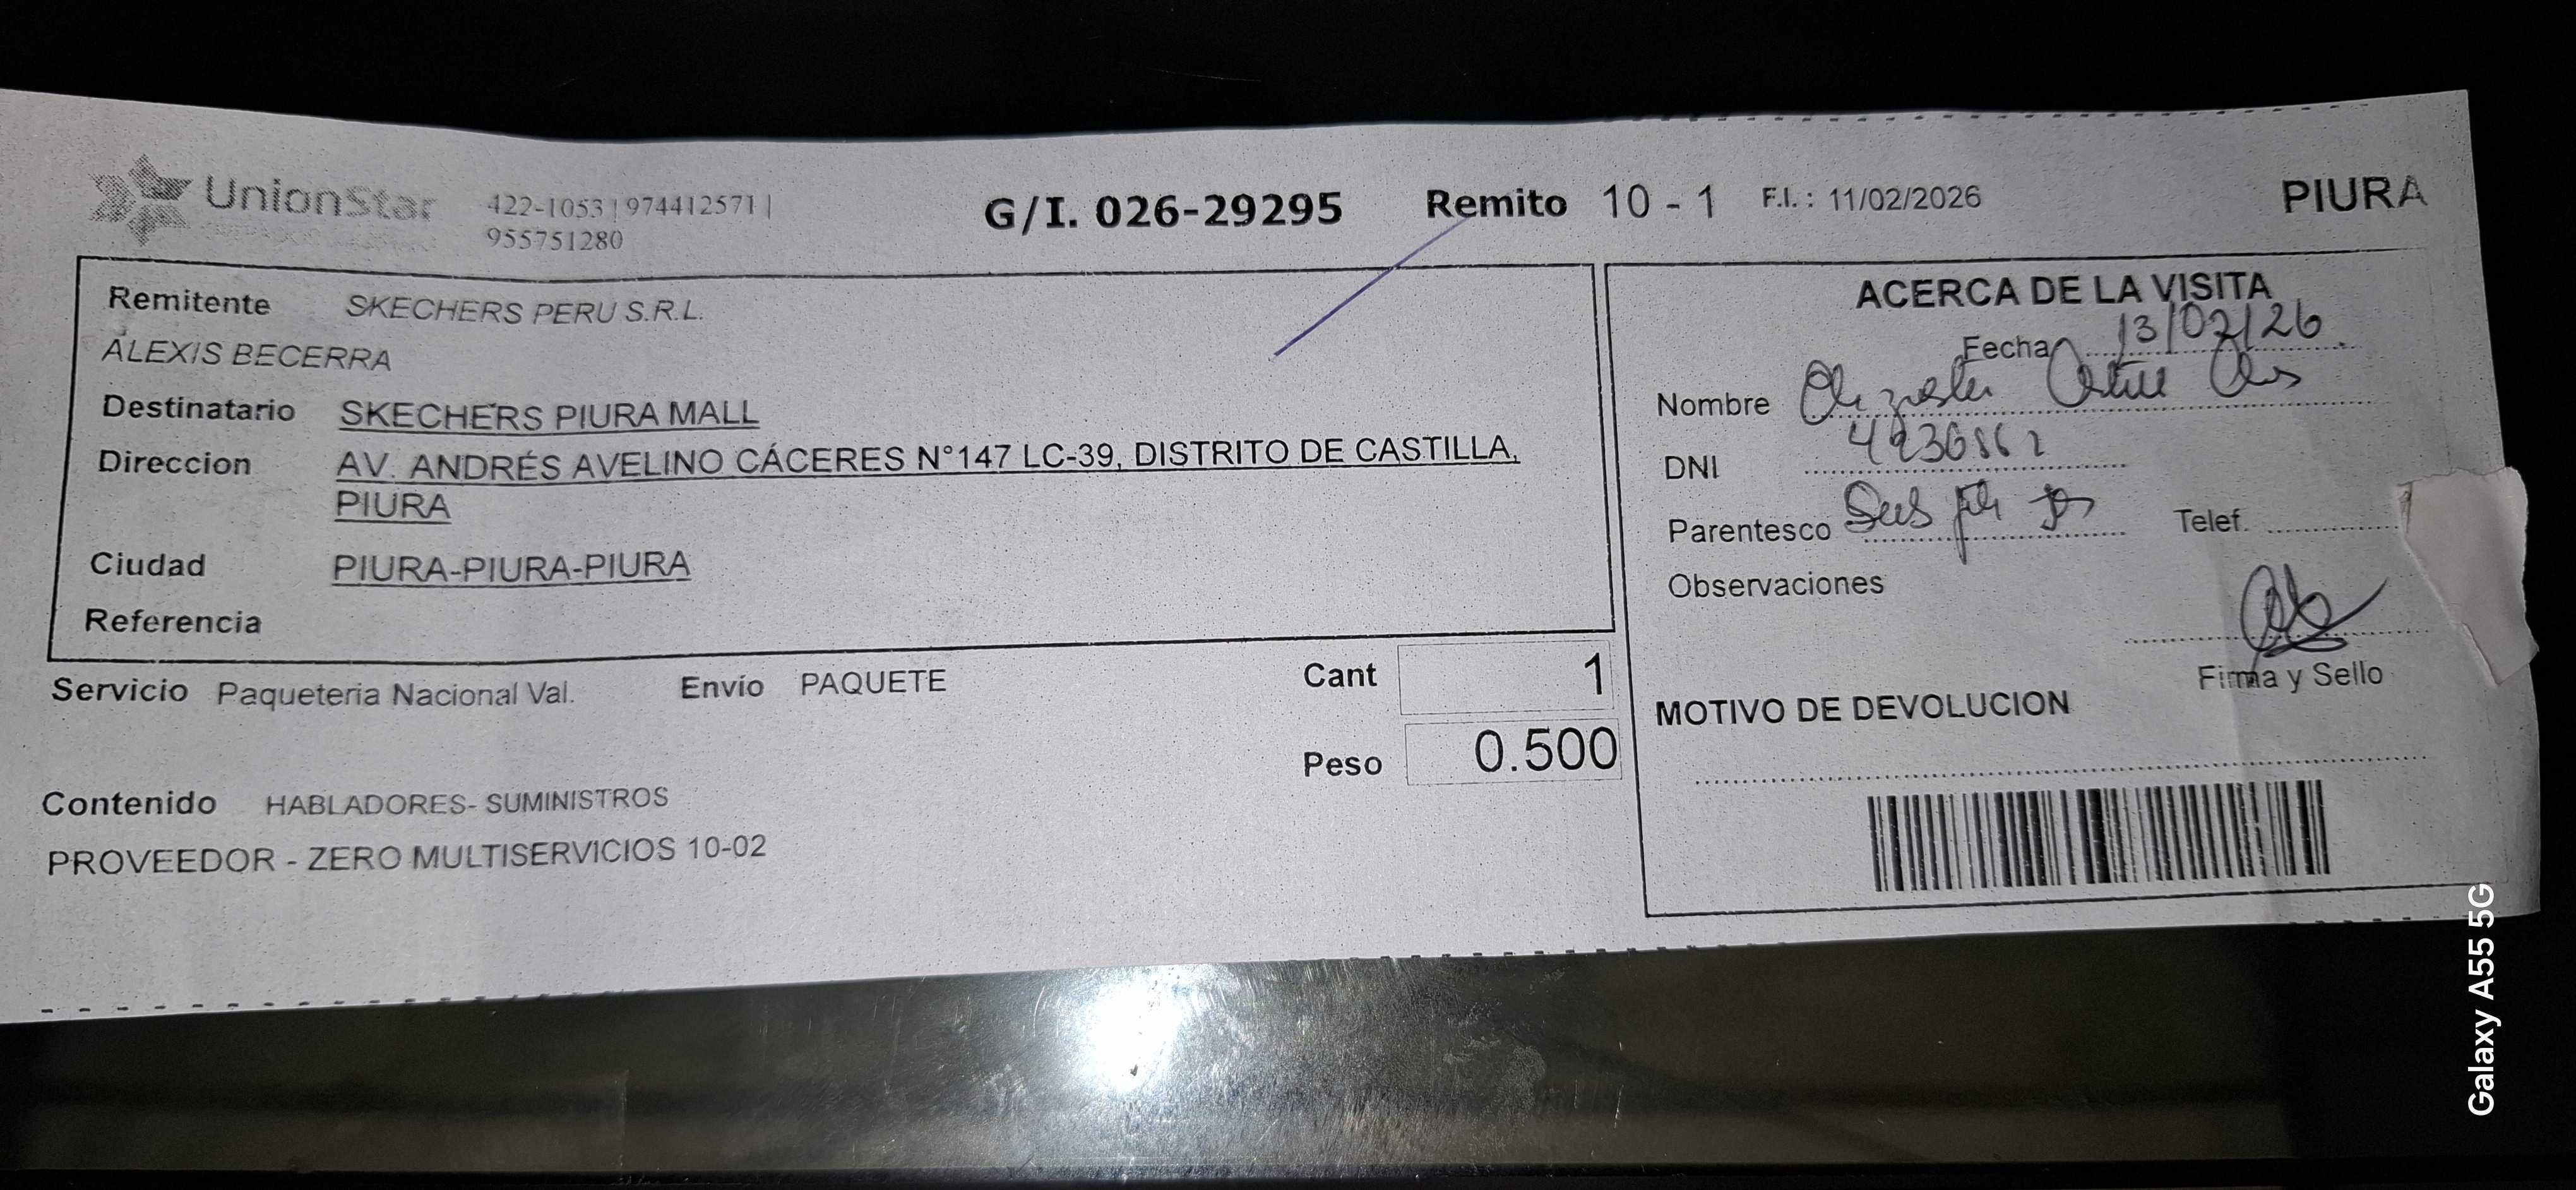 UnionStar
422-1053 | 974412571 |
955751280
G/I. 026-29295 Remito 10 - 1 F.I. : 11/02/2026 PIURA
Remitente SKECHERS PERU S.R.L.
ALEXIS BECERRA
Destinatario SKECHERS PIURA MALL
Direccion AV. ANDRÉS AVELINO CÁCERES N°147 LC-39, DISTRITO DE CASTILLA,
PIURA
Ciudad PIURA-PIURA-PIURA
Referencia
Servicio Paqueteria Nacional Val. Envío PAQUETE
Cant 1
Peso 0.500
Contenido HABLADORES- SUMINISTROS
PROVEEDOR - ZERO MULTISERVICIOS 10-02
ACERCA DE LA VISITA
Fecha 13/02/26
Nombre
DNI
Parentesco Telef.
Observaciones
Firma y Sello
MOTIVO DE DEVOLUCION
Galaxy A55 5G